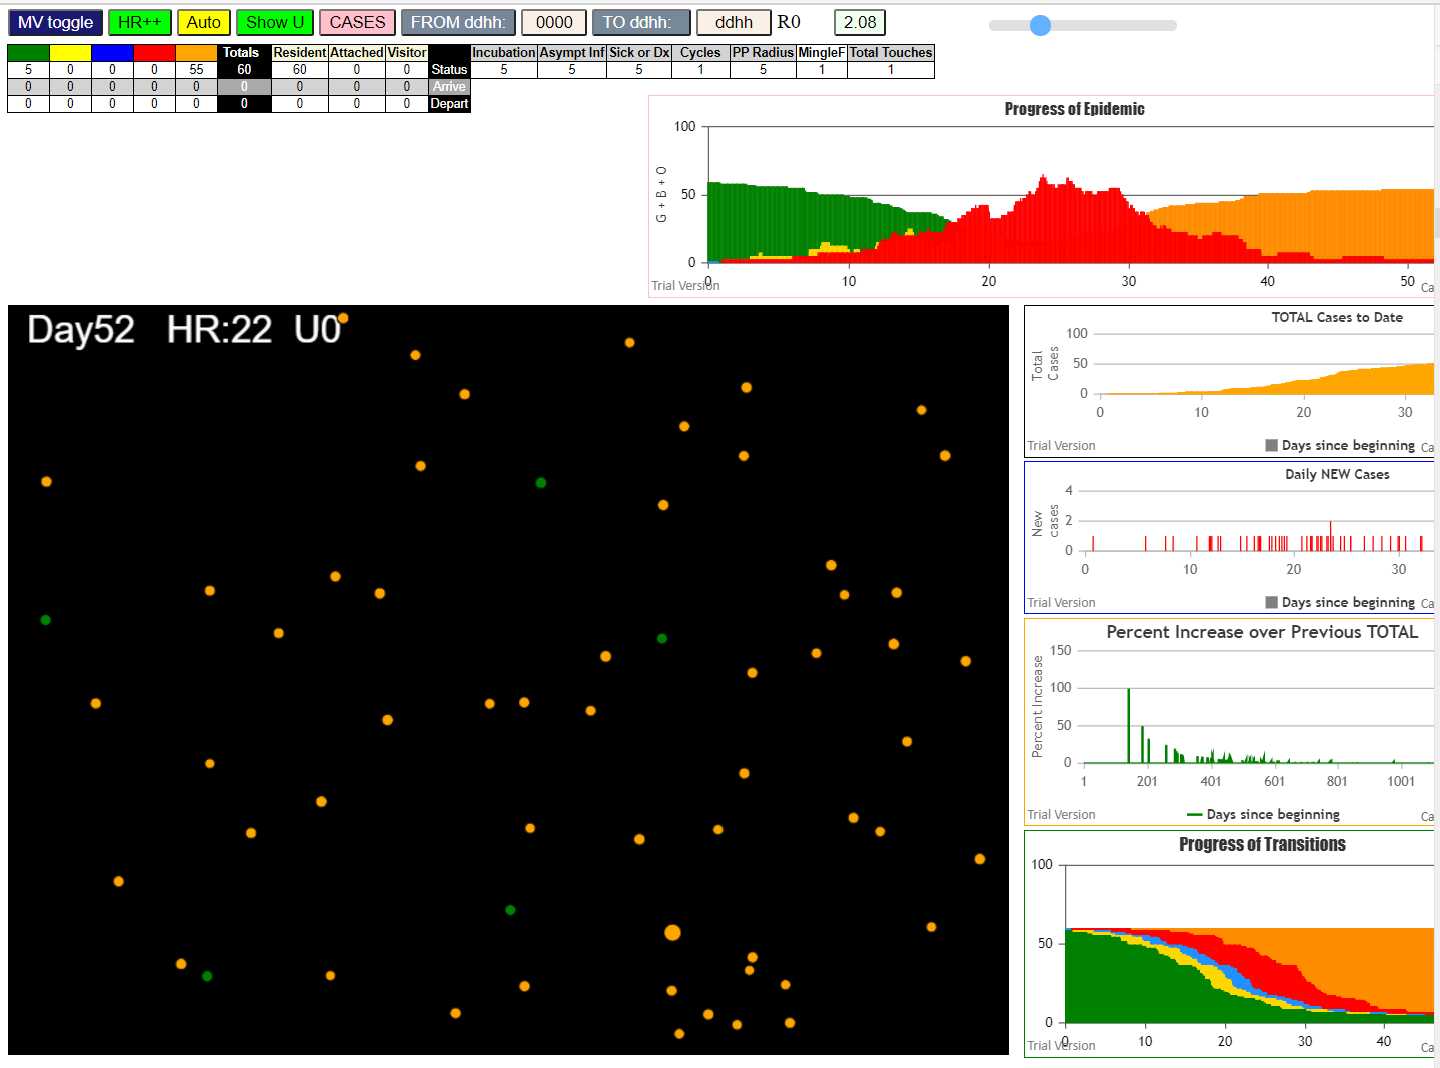 MV toggle HR++ Auto Show U CASES FROM ddhh: 0000 TO ddhh: ddhh R0 2.08
Totals Resident Attached Visitor Incubation Asympt Inf Sick or Dx Cycles PP Radius MingleF Total Touches
5 0 0 0 55 60 60 0 0 Status 5 5 5 1 5 1 1
0 0 0 0 0 0 0 0 0 Arrive
0 0 0 0 0 0 0 0 0 Depart
Progress of Epidemic
100
50
0
G + B + O
0 10 20 30 40 50
Trial Version Ca
Day52 HR:22 U0
TOTAL Cases to Date
100
50
0
Total
Cases
0 10 20 30
Trial Version Days since beginning Ca
Daily NEW Cases
4
2
0
New
cases
0 10 20 30
Trial Version Days since beginning Ca
Percent Increase over Previous TOTAL
150
100
50
0
Percent Increase
1 201 401 601 801 1001
Trial Version Days since beginning Ca
Progress of Transitions
100
50
0
0 10 20 30 40
Trial Version Ca